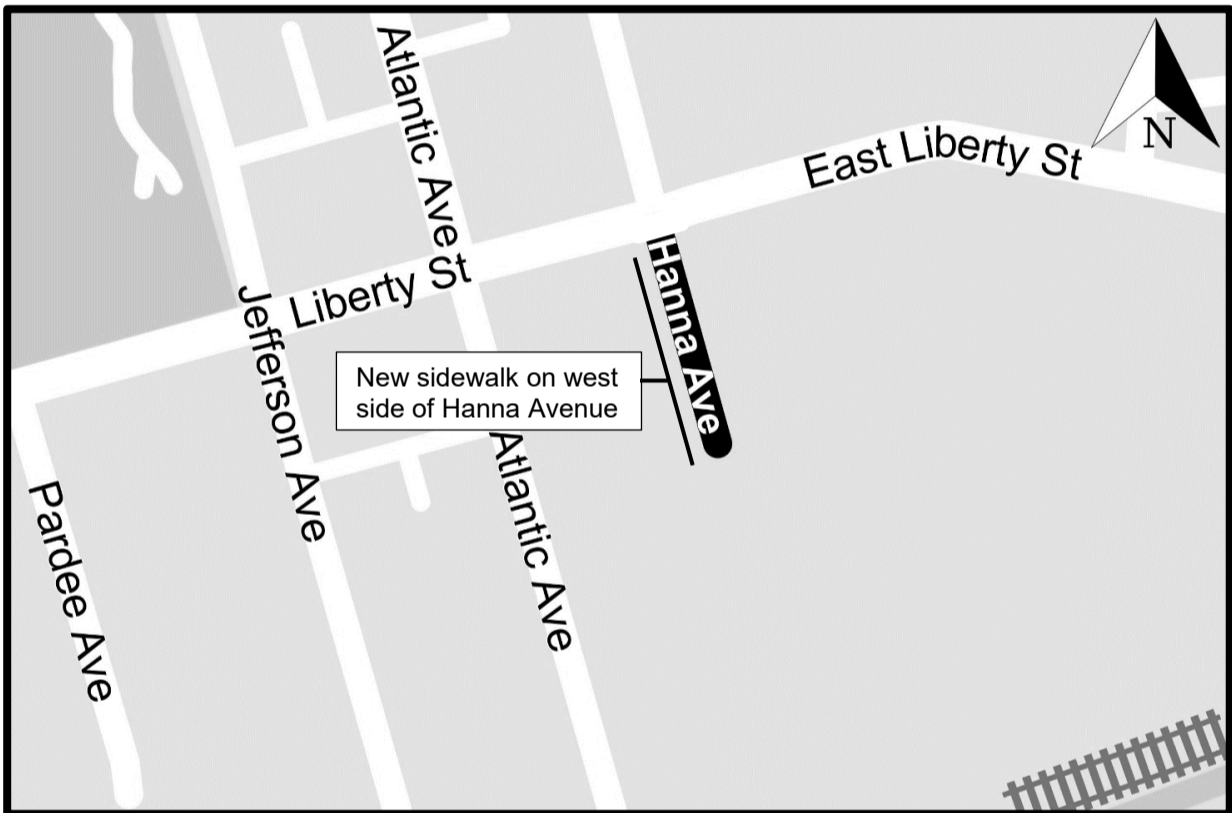 Atlantic Ave
N
East Liberty St
Liberty St
Hanna Ave
Jefferson Ave
New sidewalk on west
side of Hanna Avenue
Atlantic Ave
Pardee Ave